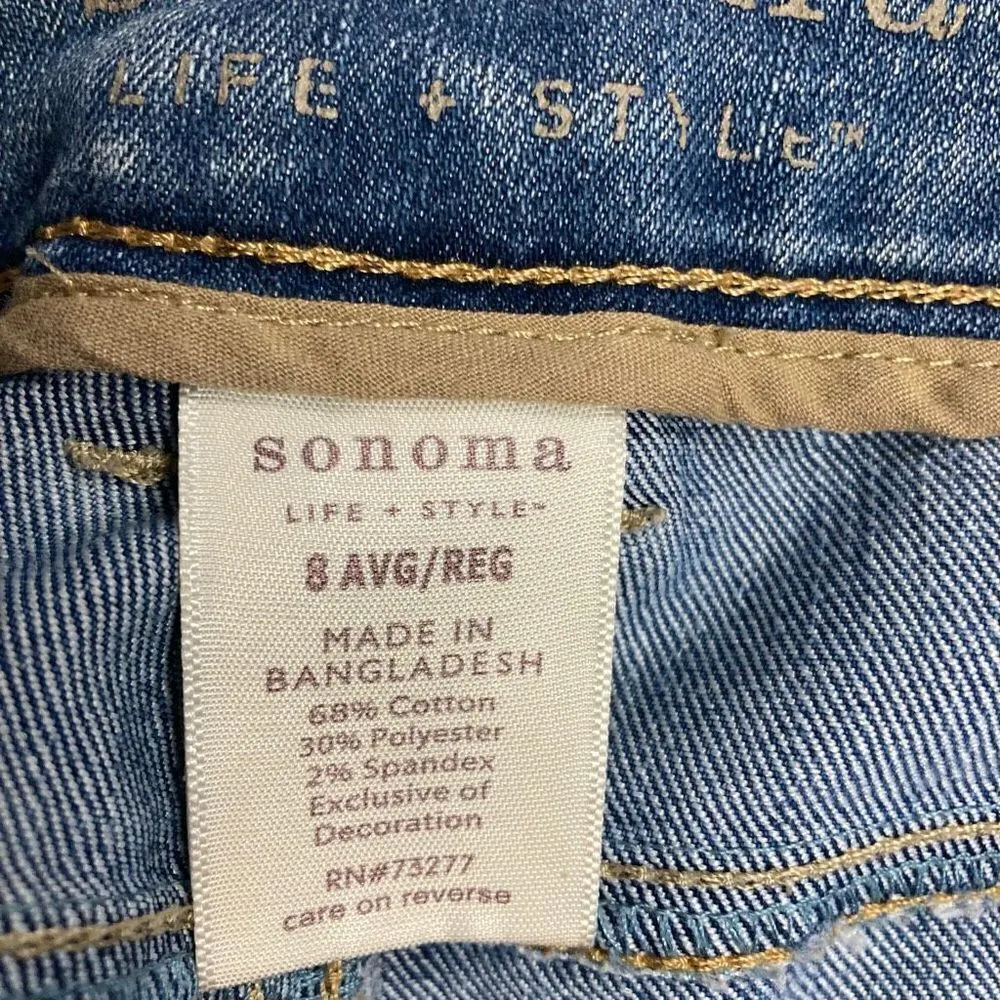 LIFE + STYLE™
sonoma
LIFE + STYLE™
8 AVG/REG
MADE IN
BANGLADESH
68% Cotton
30% Polyester
2% Spandex
Exclusive of
Decoration
RN#73277
care on reverse